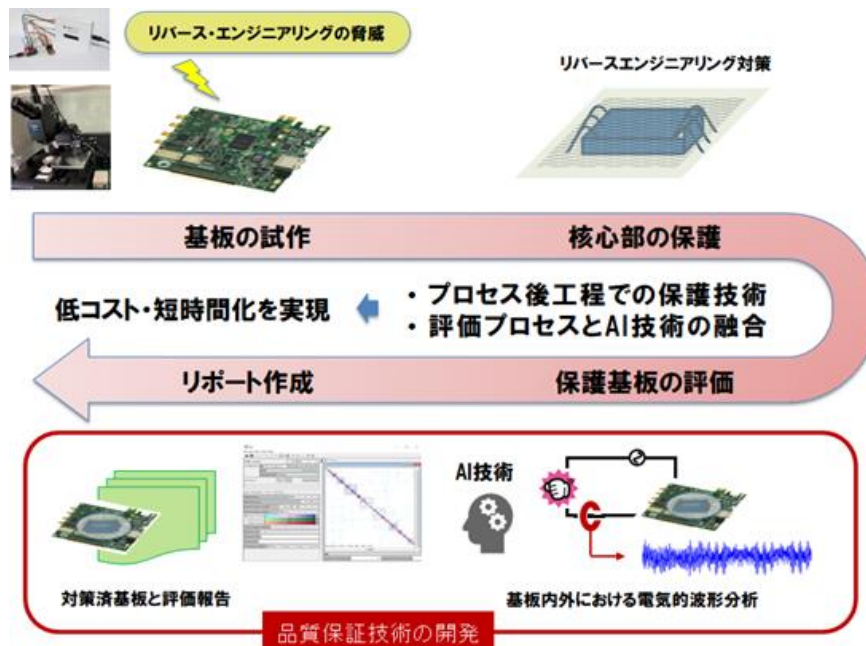 リバース・エンジニアリングの脅威
リバースエンジニアリング対策
基板の試作
核心部の保護
低コスト・短時間化を実現
・プロセス後工程での保護技術
・評価プロセスとAI技術の融合
リポート作成
保護基板の評価
AI技術
対策済基板と評価報告
基板内外における電気的波形分析
品質保証技術の開発